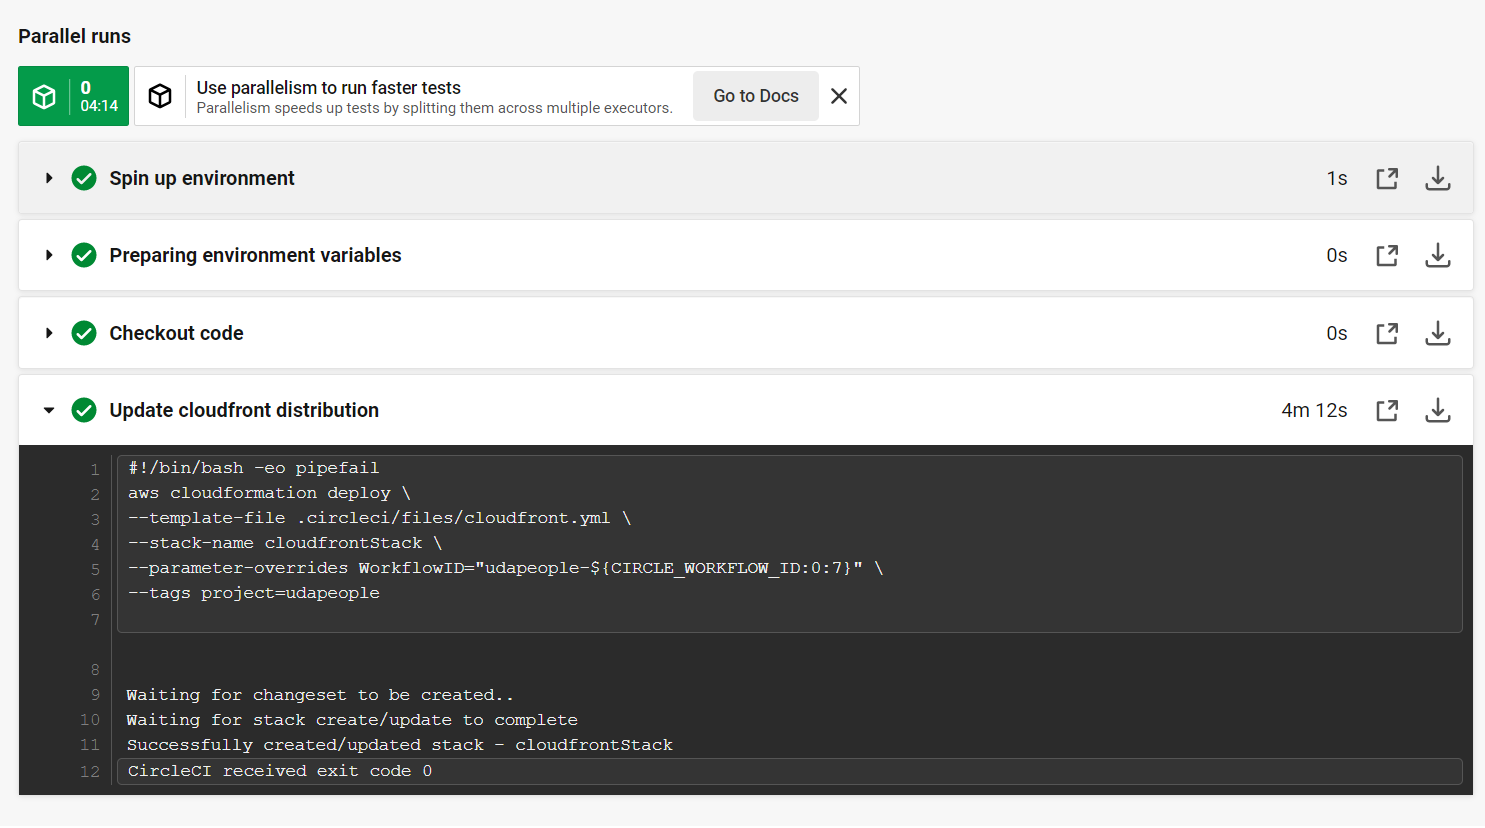 Parallel runs
0
04:14
Use parallelism to run faster tests
Parallelism speeds up tests by splitting them across multiple executors.
Go to Docs
Spin up environment 1s
Preparing environment variables 0s
Checkout code 0s
Update cloudfront distribution 4m 12s
1 #!/bin/bash -eo pipefail
2 aws cloudformation deploy \
3 --template-file .circleci/files/cloudfront.yml \
4 --stack-name cloudfrontStack \
5 --parameter-overrides WorkflowID="udapeople-${CIRCLE_WORKFLOW_ID:0:7}" \
6 --tags project=udapeople
7
8
9 Waiting for changeset to be created..
10 Waiting for stack create/update to complete
11 Successfully created/updated stack - cloudfrontStack
12 CircleCI received exit code 0